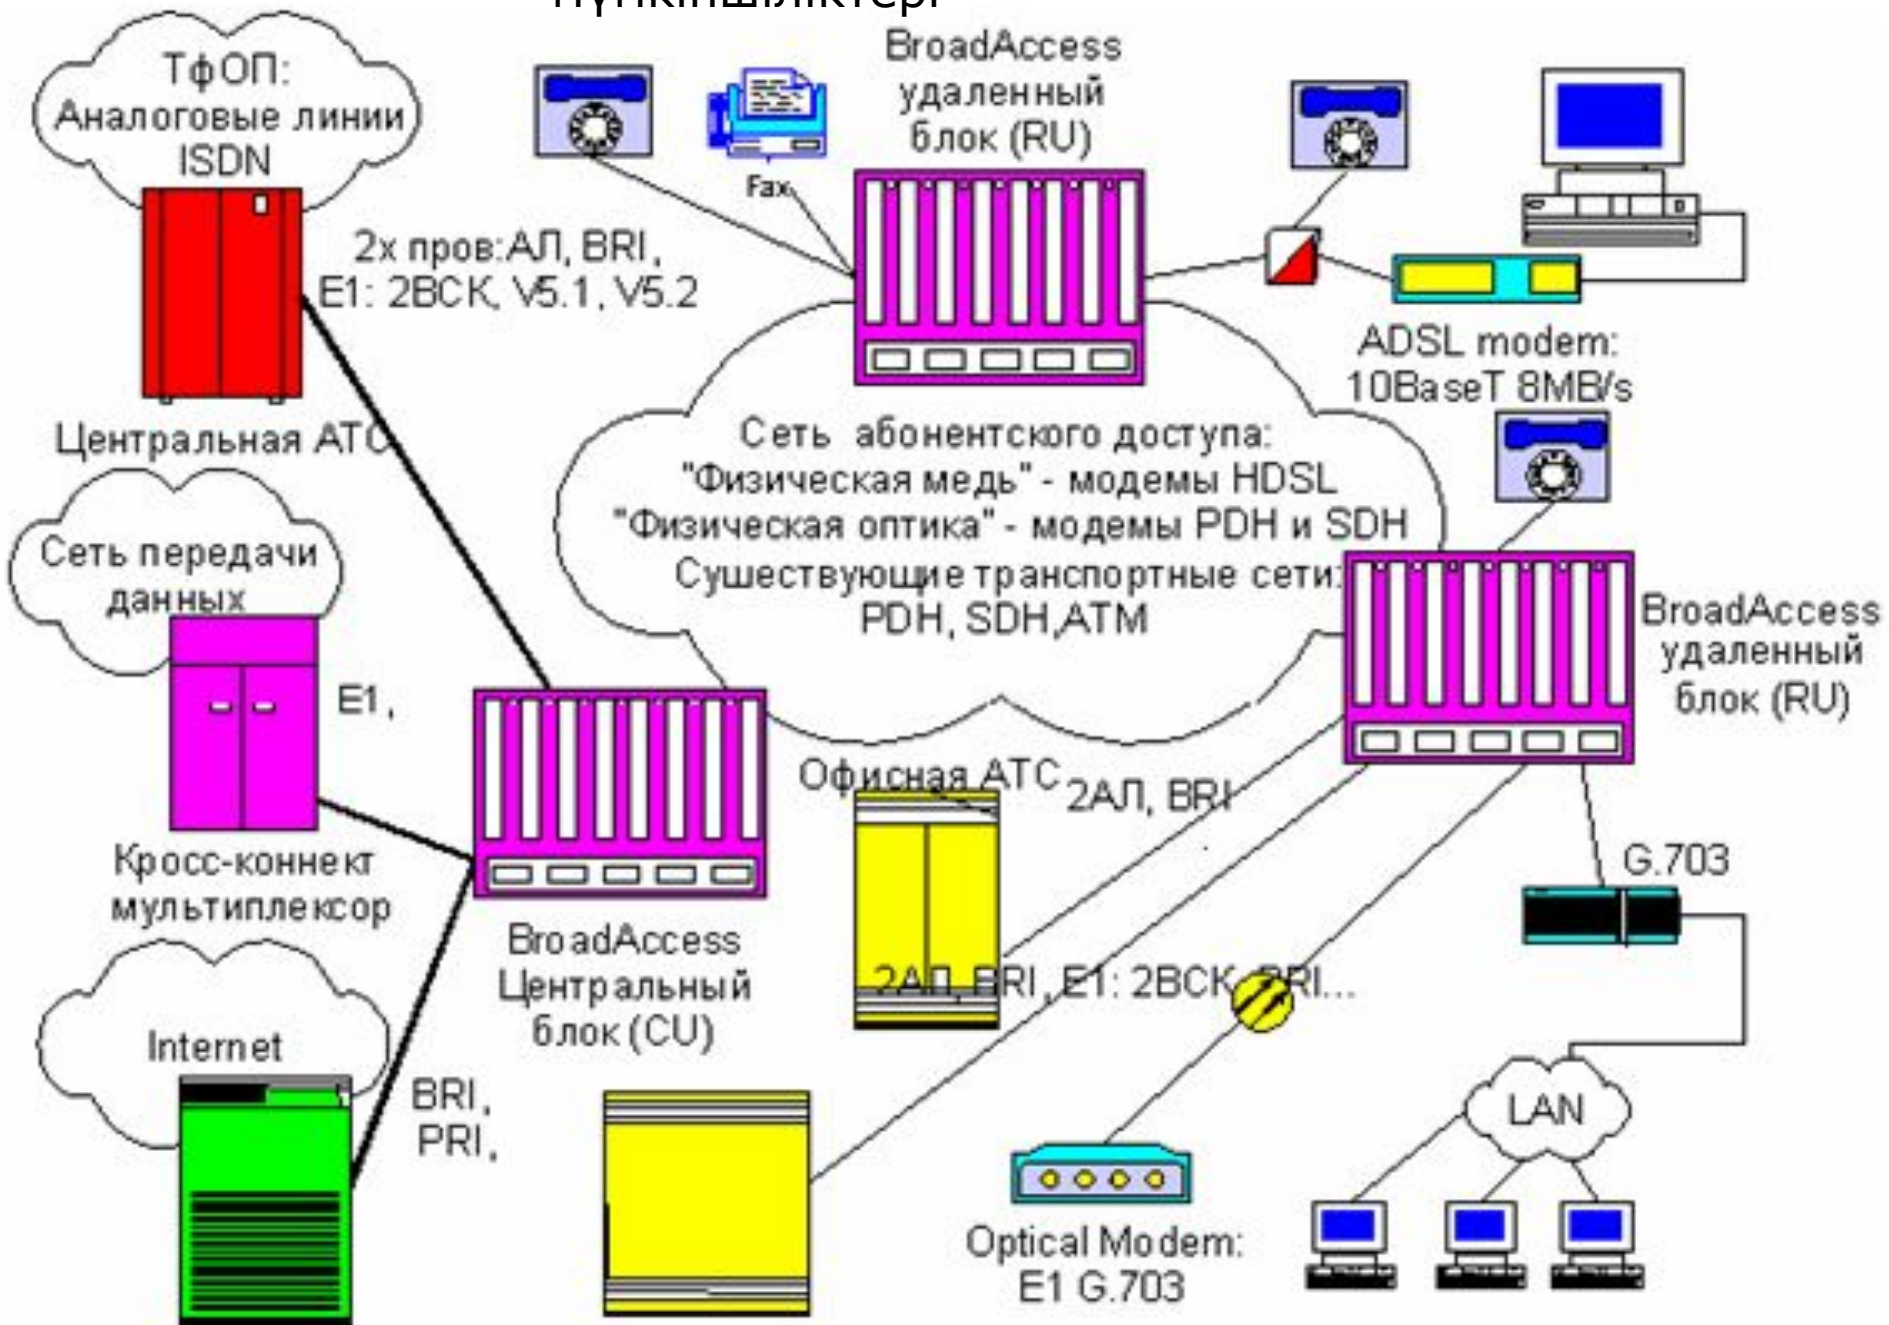 ТфОП:
Аналоговые линии
ISDN
2х пров:АЛ, BRI,
E1: 2ВСК, V5.1, V5.2
Центральная АТС
Fax
BroadAccess
удаленный
блок (RU)
ADSL modem:
10BaseT 8MB/s
Сеть абонентского доступа:
"Физическая медь" - модемы HDSL
"Физическая оптика" - модемы PDH и SDH
Сушествующие транспортные сети:
PDH, SDH,ATM
Сеть передачи
данных
E1,
Кросс-коннект
мультиплексор
BroadAccess
удаленный
блок (RU)
Офисная АТС
2АЛ, BRI
G.703
BroadAccess
Центральный
блок (CU)
2АЛ, BRI, E1: 2ВСК, BRI...
Internet
BRI,
PRI,
LAN
Optical Modem:
E1 G.703